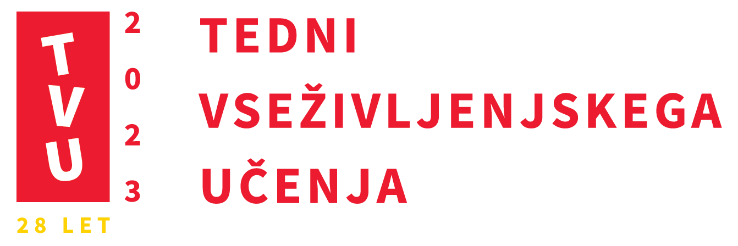 TVU
2023
28 LET
TEDNI
VSEŽIVLJENJSKEGA
UČENJA